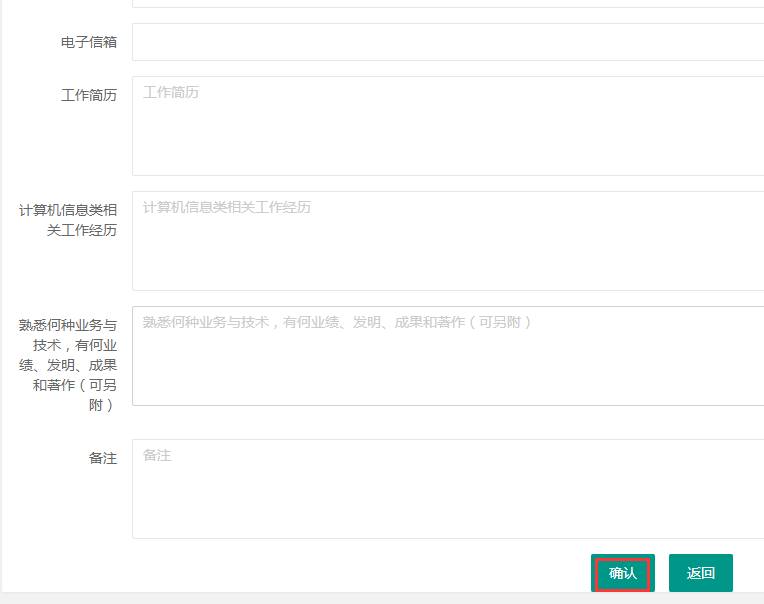 电子信箱
工作简历
工作简历
计算机信息类相
关工作经历
计算机信息类相关工作经历
熟悉何种业务与
技术，有何业
绩、发明、成果
和著作（可另
附）
熟悉何种业务与技术，有何业绩、发明、成果和著作（可另附）
备注
备注
确认
返回